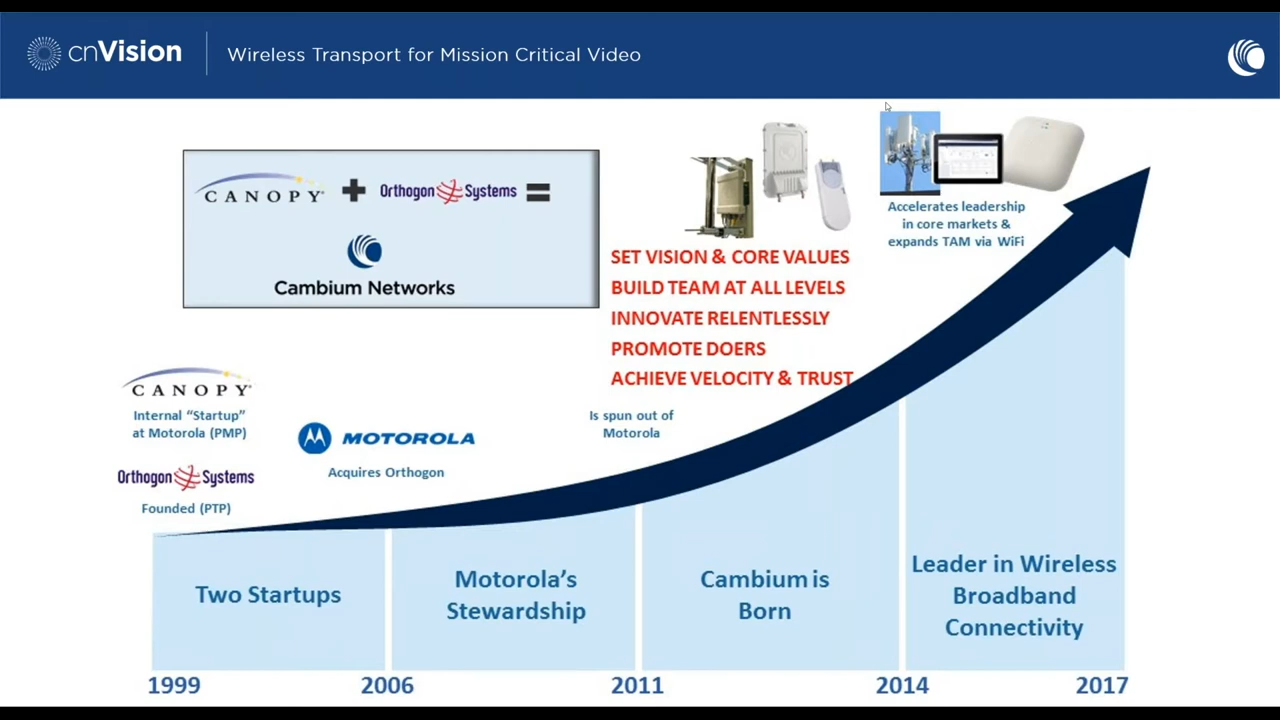 cnVision
Wireless Transport for Mission Critical Video
CANOPY® + Orthogon Systems =
Cambium Networks
SET VISION & CORE VALUES
BUILD TEAM AT ALL LEVELS
INNOVATE RELENTLESSLY
PROMOTE DOERS
ACHIEVE VELOCITY & TRUST
Accelerates leadership
in core markets &
expands TAM via WiFi
CANOPY®
Internal “Startup”
at Motorola (PMP)
Orthogon Systems
Founded (PTP)
MOTOROLA
Acquires Orthogon
Is spun out of
Motorola
Two Startups
Motorola’s
Stewardship
Cambium is
Born
Leader in Wireless
Broadband
Connectivity
1999 2006 2011 2014 2017